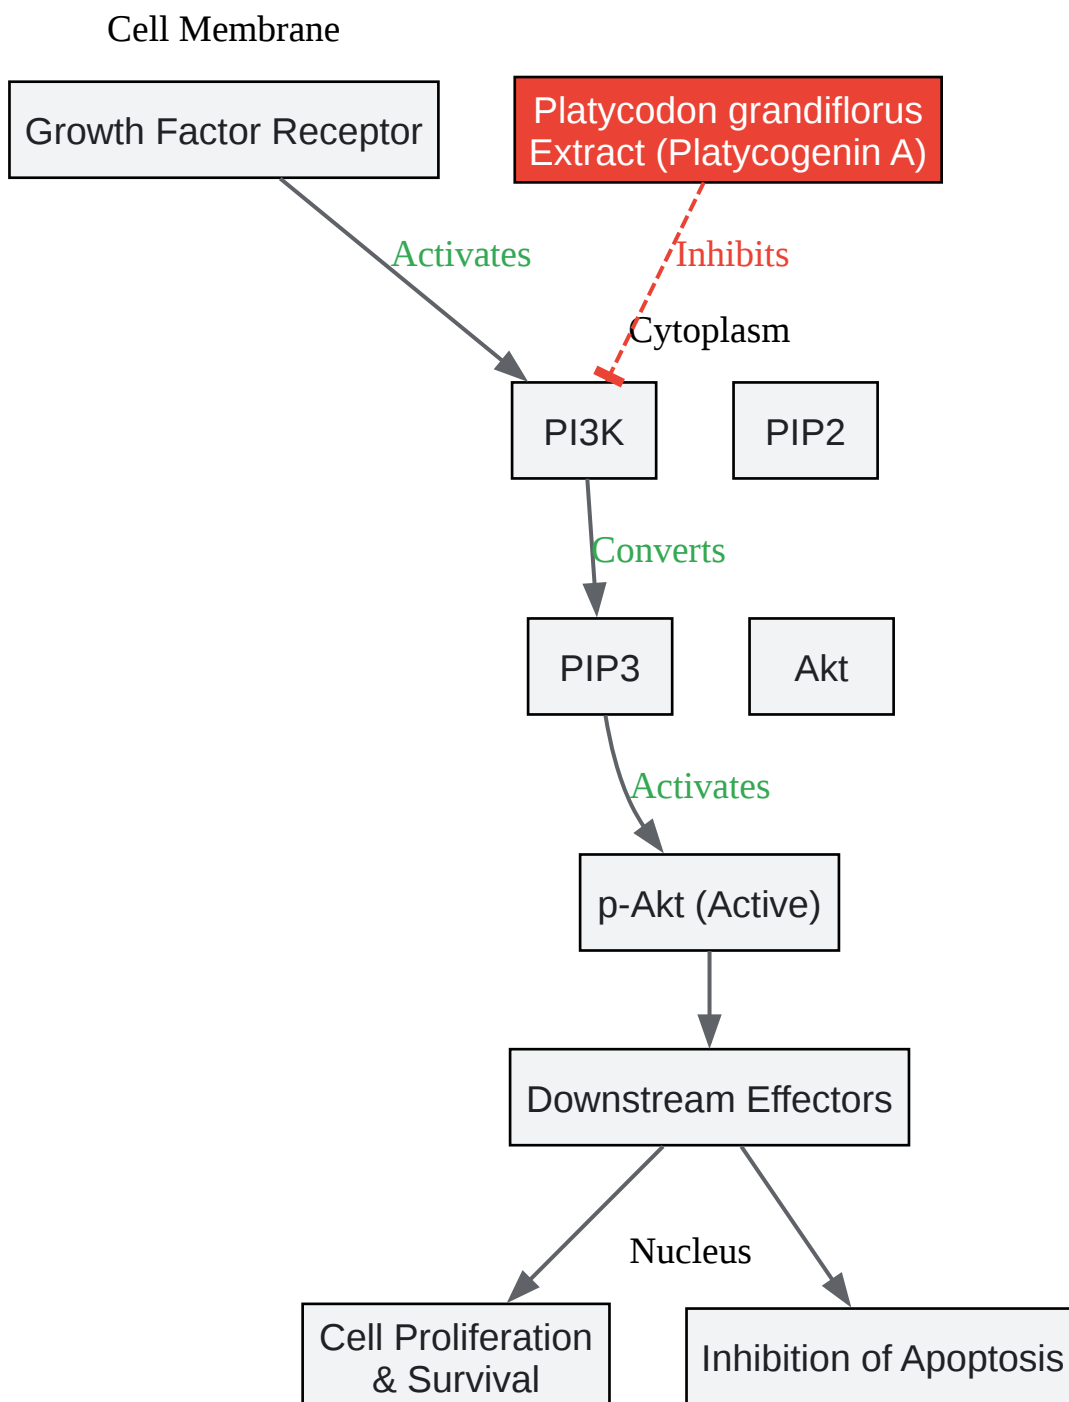 Cell Membrane
Growth Factor Receptor
Platycodon grandiflorus
Extract (Platycogenin A)
Activates
Inhibits
Cytoplasm
PI3K
PIP2
Converts
PIP3
Akt
Activates
p-Akt (Active)
Downstream Effectors
Nucleus
Cell Proliferation
& Survival
Inhibition of Apoptosis